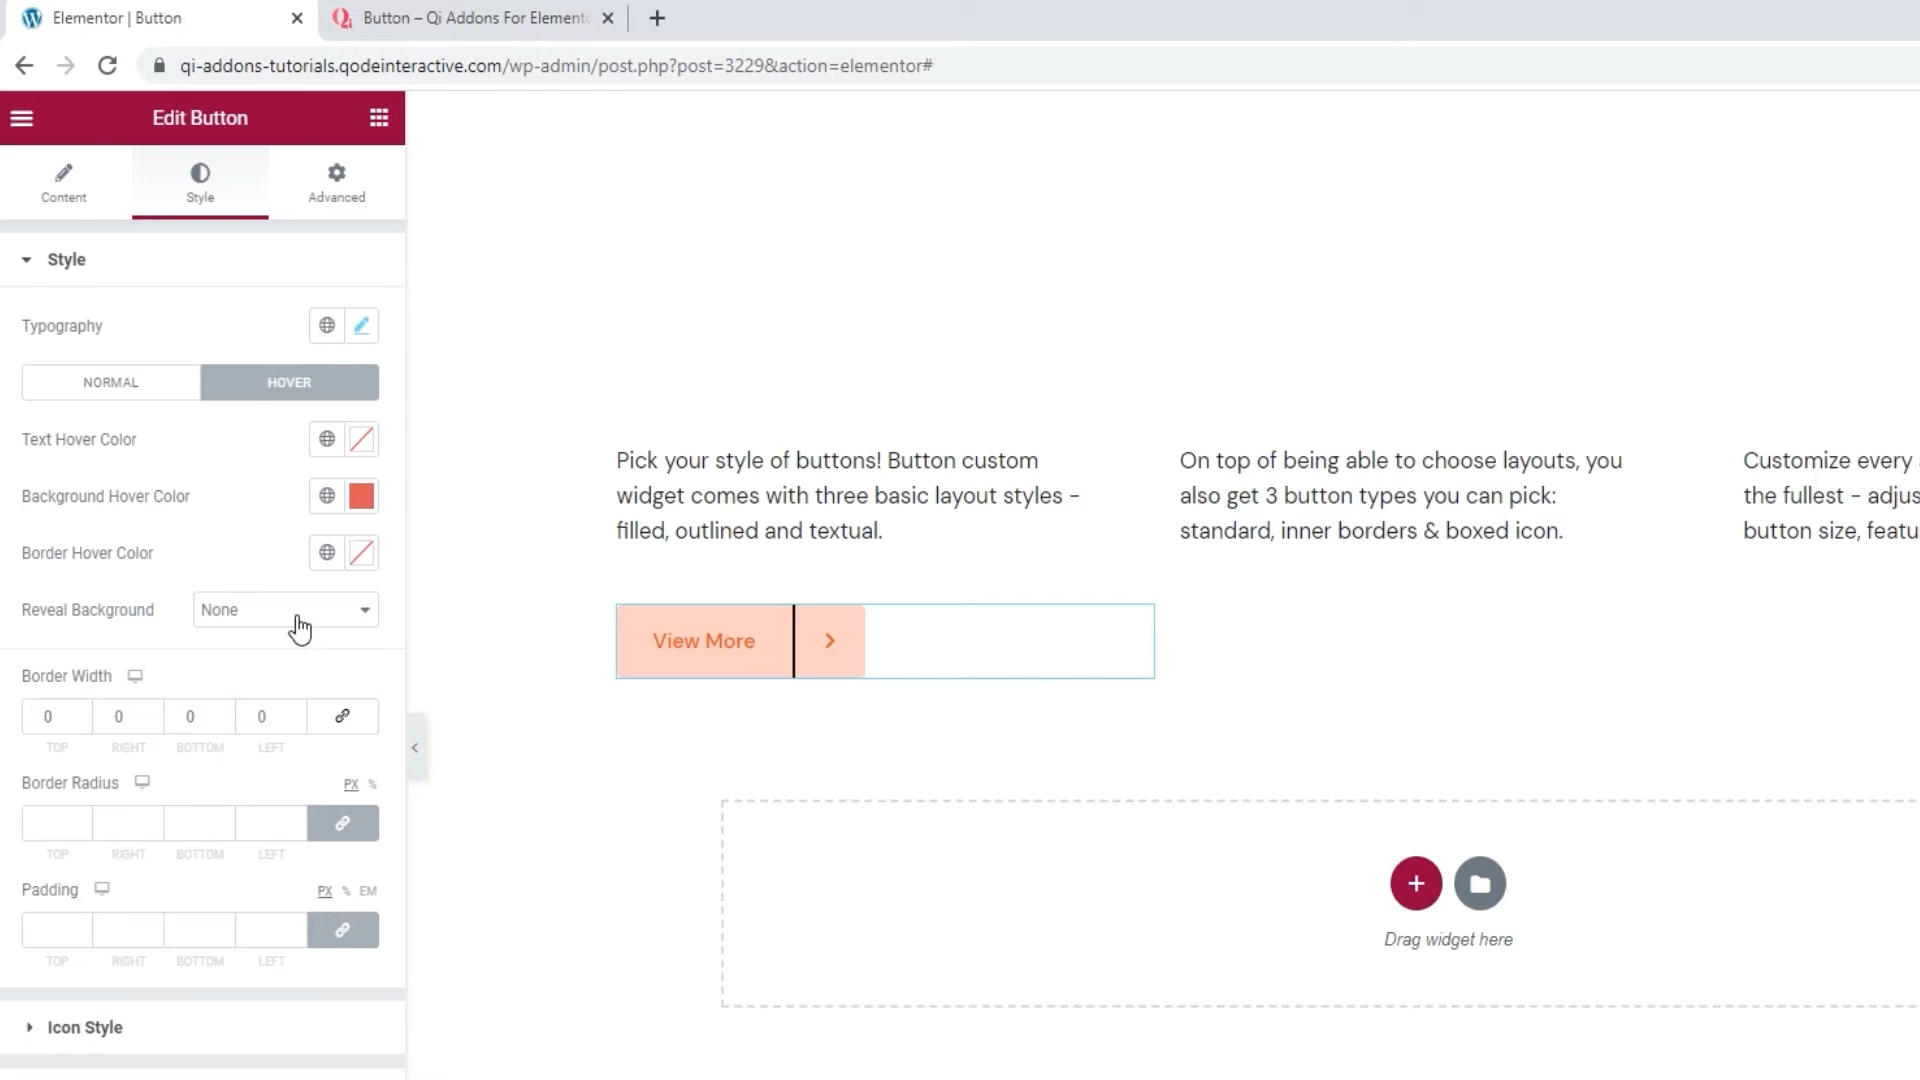 Elementor | Button
Button – Qi Addons For Elemento
qi-addons-tutorials.qodeinteractive.com/wp-admin/post.php?post=3229&action=elementor#
Edit Button
Content
Style
Advanced
Style
Typography
NORMAL
HOVER
Text Hover Color
Background Hover Color
Border Hover Color
Reveal Background
None
Border Width
0 0 0 0
TOP RIGHT BOTTOM LEFT
Border Radius
PX %
TOP RIGHT BOTTOM LEFT
Padding
PX % EM
TOP RIGHT BOTTOM LEFT
Icon Style
Pick your style of buttons! Button custom
widget comes with three basic layout styles -
filled, outlined and textual.
On top of being able to choose layouts, you
also get 3 button types you can pick:
standard, inner borders & boxed icon.
Customize every
the fullest - adjus
button size, featu
View More
Drag widget here